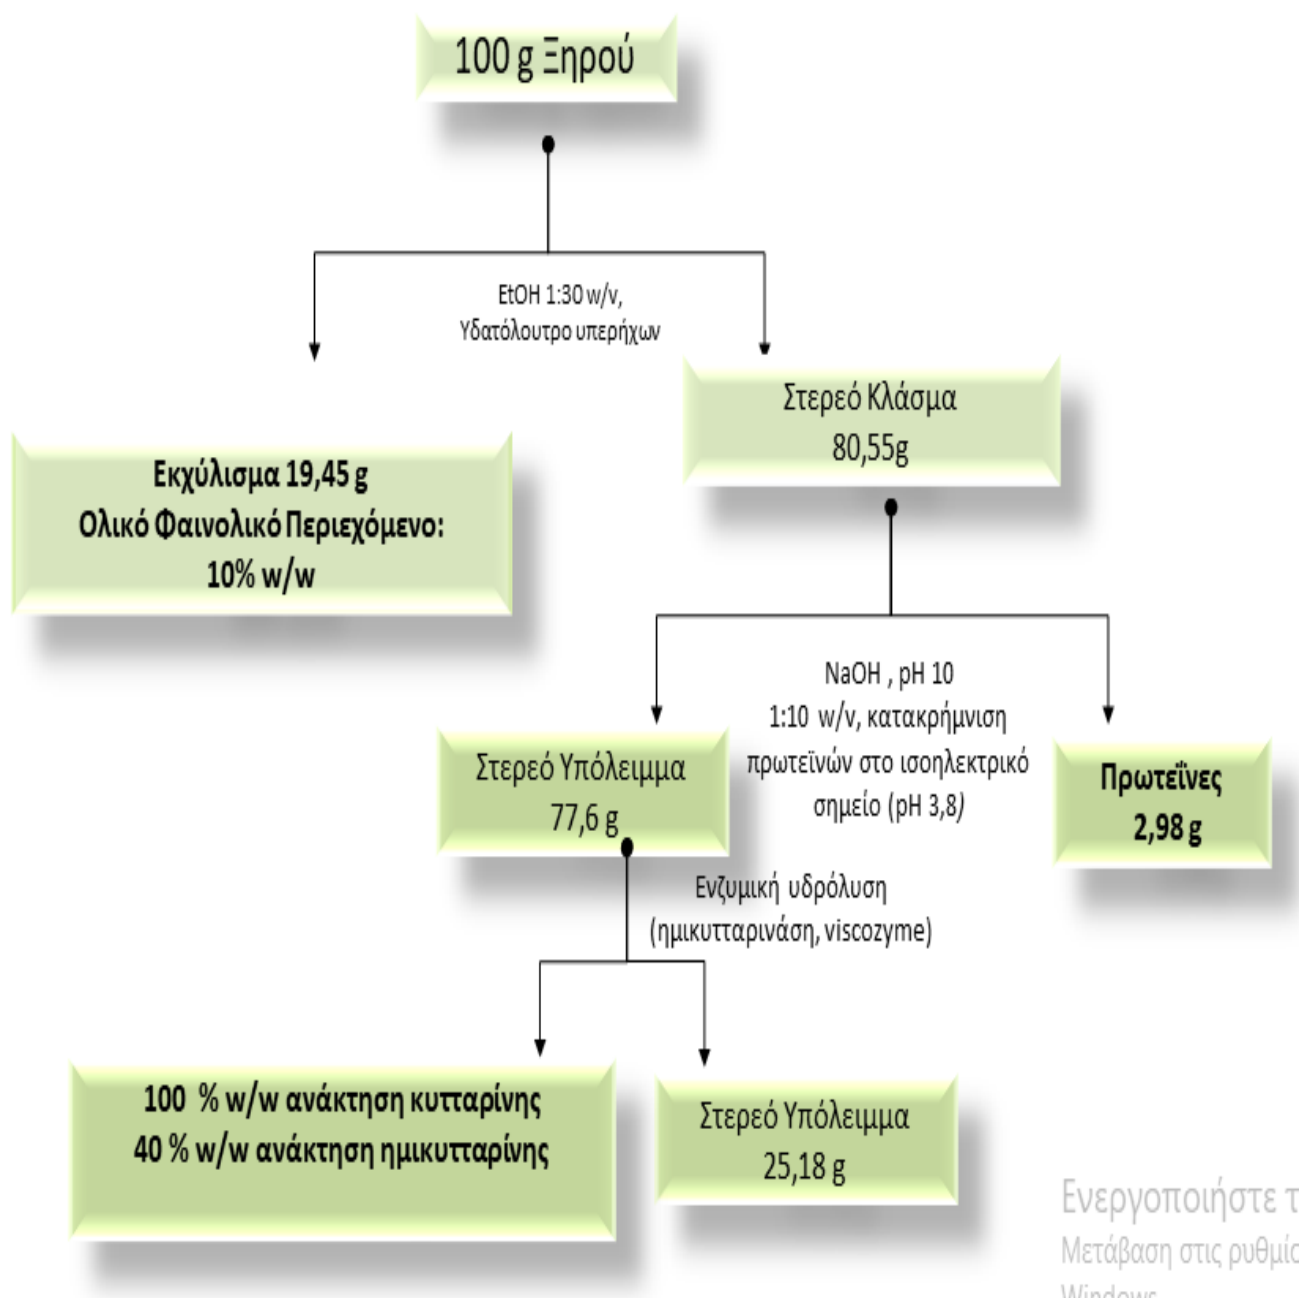 100 g Ξηρού
EtOH 1:30 w/v,
Υδατόλουτρο υπερήχων
Στερεό Κλάσμα
80,55g
Εκχύλισμα 19,45 g
Ολικό Φαινολικό Περιεχόμενο:
10% w/w
NaOH , pH 10
1:10 w/v, κατακρήμνιση
πρωτεϊνών στο ισοηλεκτρικό
σημείο (pH 3,8)
Στερεό Υπόλειμμα
77,6 g
Πρωτεΐνες
2,98 g
Ενζυμική υδρόλυση
(ημικυτταρινάση, viscozyme)
100 % w/w ανάκτηση κυτταρίνης
40 % w/w ανάκτηση ημικυτταρίνης
Στερεό Υπόλειμμα
25,18 g
Ενεργοποιήστε τ
Μετάβαση στις ρυθμίσ
Windows